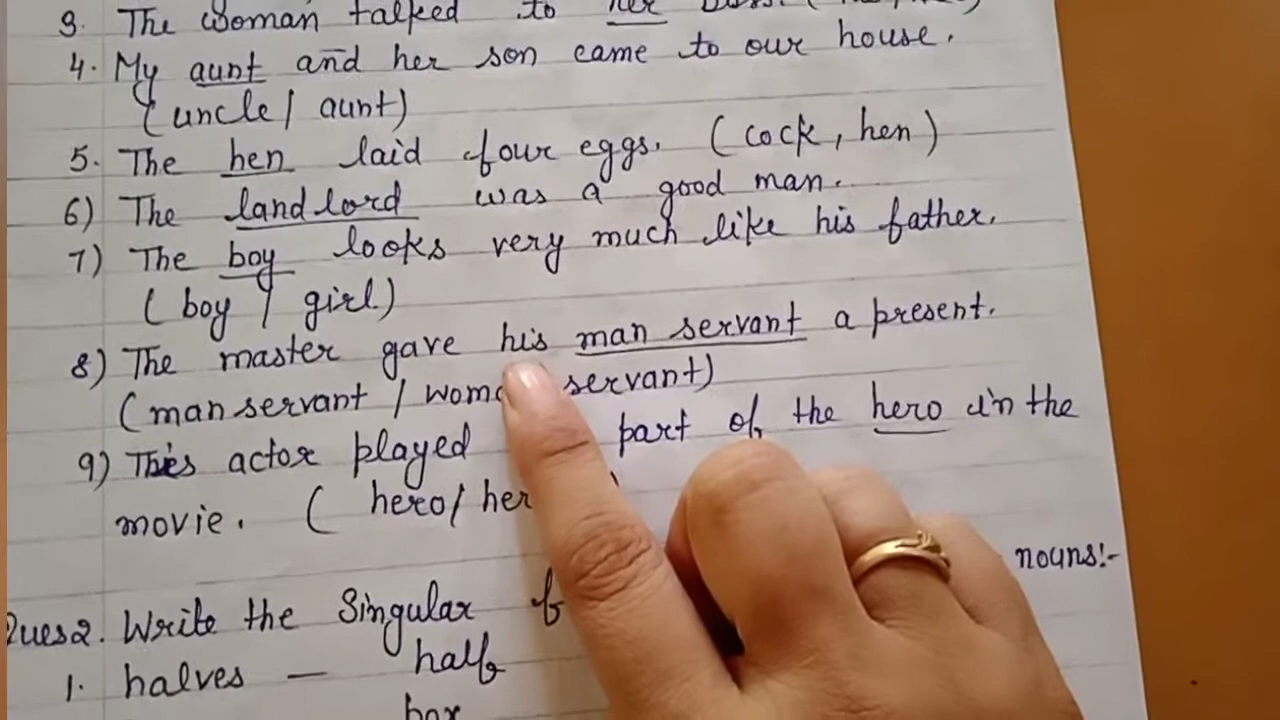 3. The woman talked to her
4. My aunt and her son came to our house.
(uncle / aunt)
5. The hen laid four eggs. (cock, hen)
6) The landlord was a good man.
7) The boy looks very much like his father.
(boy / girl)
8) The master gave his man servant a present.
(man servant / servant)
9) This actor played part of the hero in the
movie. (hero/
Ques2. Write the Singular nouns:-
1. halves — half